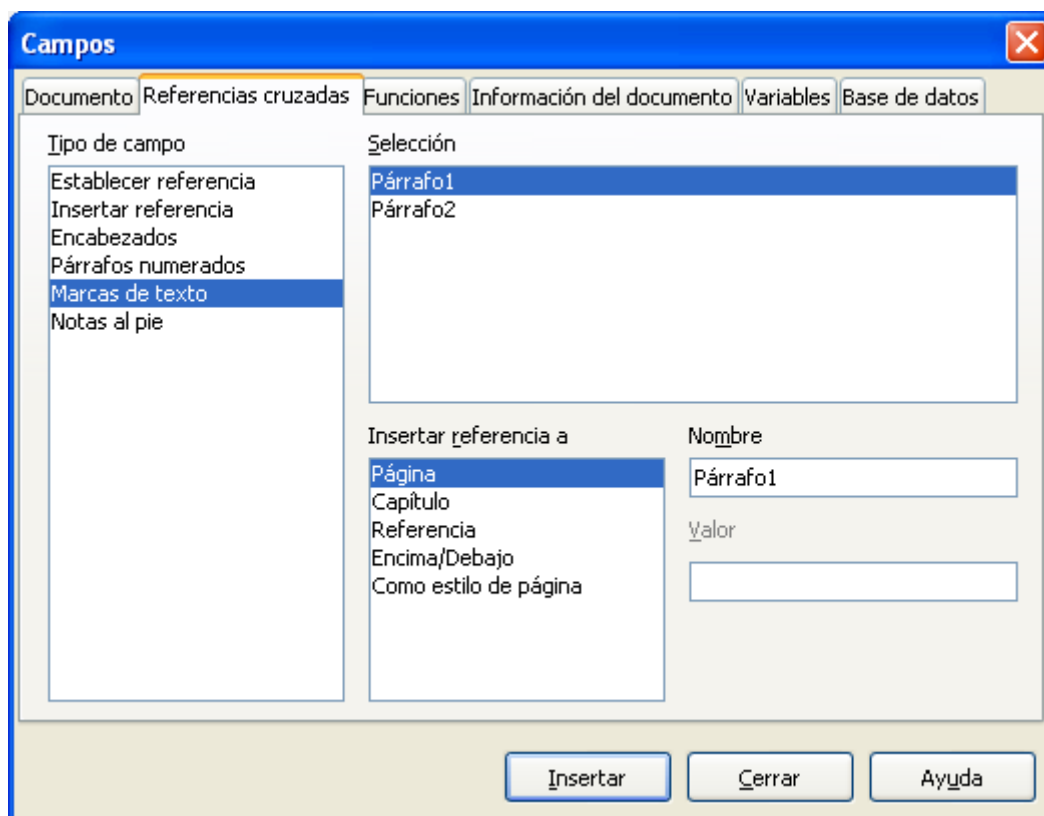 Campos
Documento Referencias cruzadas Funciones Información del documento Variables Base de datos
Tipo de campo
Establecer referencia
Insertar referencia
Encabezados
Párrafos numerados
Marcas de texto
Notas al pie
Selección
Párrafo1
Párrafo2
Insertar referencia a
Página
Capítulo
Referencia
Encima/Debajo
Como estilo de página
Nombre
Párrafo1
Valor
Insertar Cerrar Ayuda